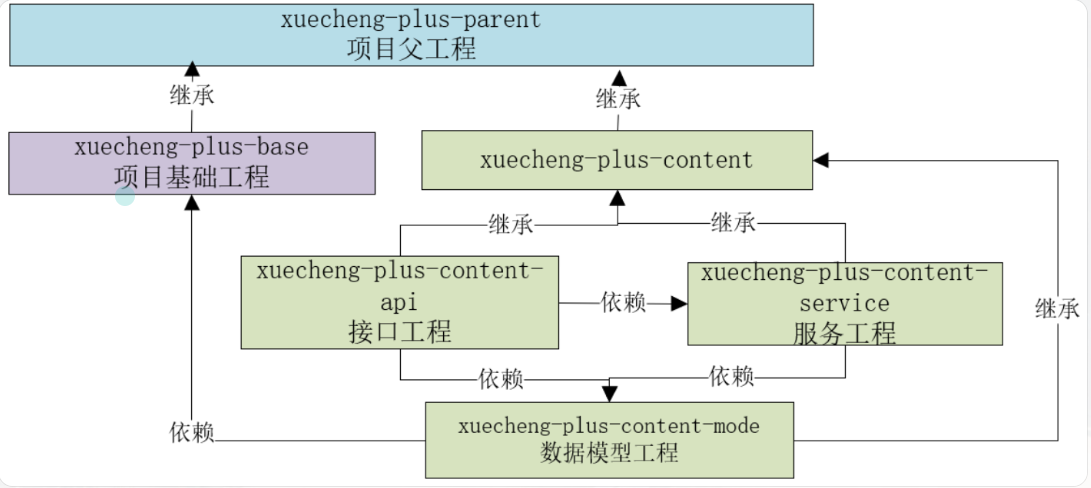 xuecheng-plus-parent
项目父工程
继承
继承
xuecheng-plus-base
项目基础工程
xuecheng-plus-content
继承
继承
xuecheng-plus-content-
api
接口工程
依赖
xuecheng-plus-content-
service
服务工程
继承
依赖
依赖
依赖
xuecheng-plus-content-mode
数据模型工程